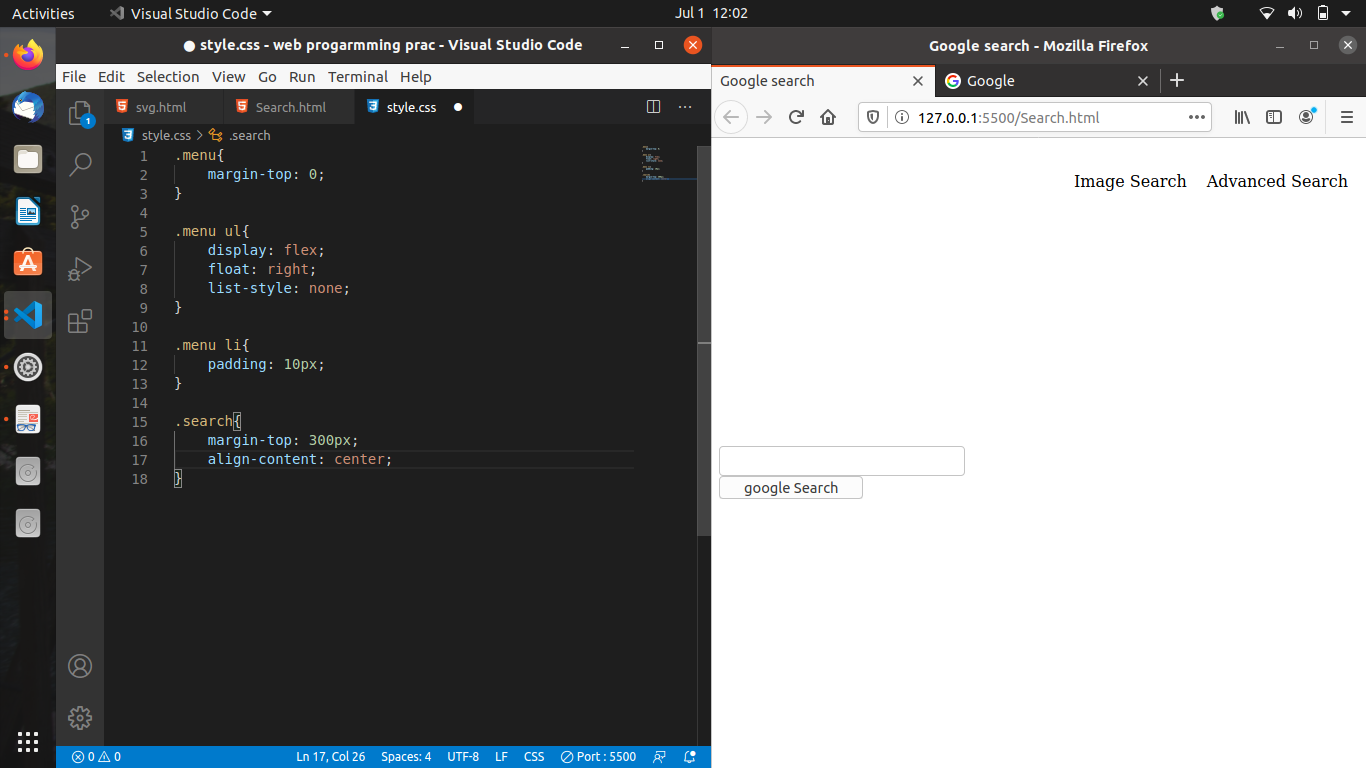 Activities Visual Studio Code Jul 1 12:02
● style.css - web progarmming prac - Visual Studio Code
File Edit Selection View Go Run Terminal Help
svg.html Search.html style.css
style.css > .search
1 .menu{
2 margin-top: 0;
3 }
4
5 .menu ul{
6 display: flex;
7 float: right;
8 list-style: none;
9 }
10
11 .menu li{
12 padding: 10px;
13 }
14
15 .search{
16 margin-top: 300px;
17 align-content: center;
18 }
1
0 0 Ln 17, Col 26 Spaces: 4 UTF-8 LF CSS Port : 5500
Google search - Mozilla Firefox
Google search Google
127.0.0.1:5500/Search.html
Image Search Advanced Search
google Search